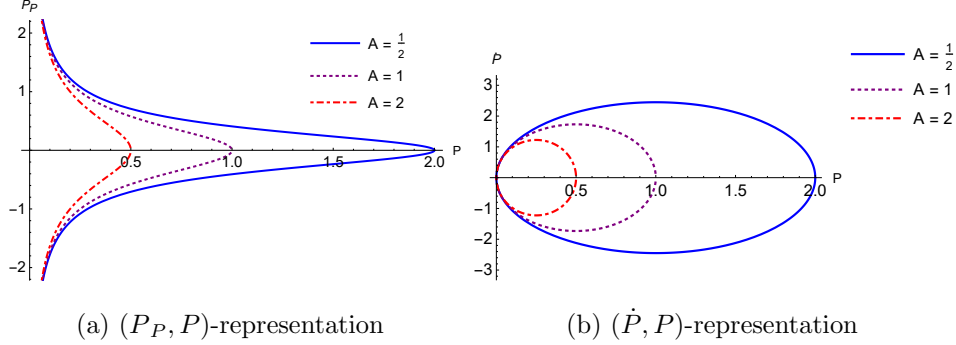 P_P
2
1
-1
-2
0.5
1.0
1.5
2.0
P
A = 1/2
A = 1
A = 2
(a) (P_P, P)-representation
Ṗ
3
2
1
-1
-2
-3
0.5
1.0
1.5
2.0
P
A = 1/2
A = 1
A = 2
(b) (Ṗ, P)-representation